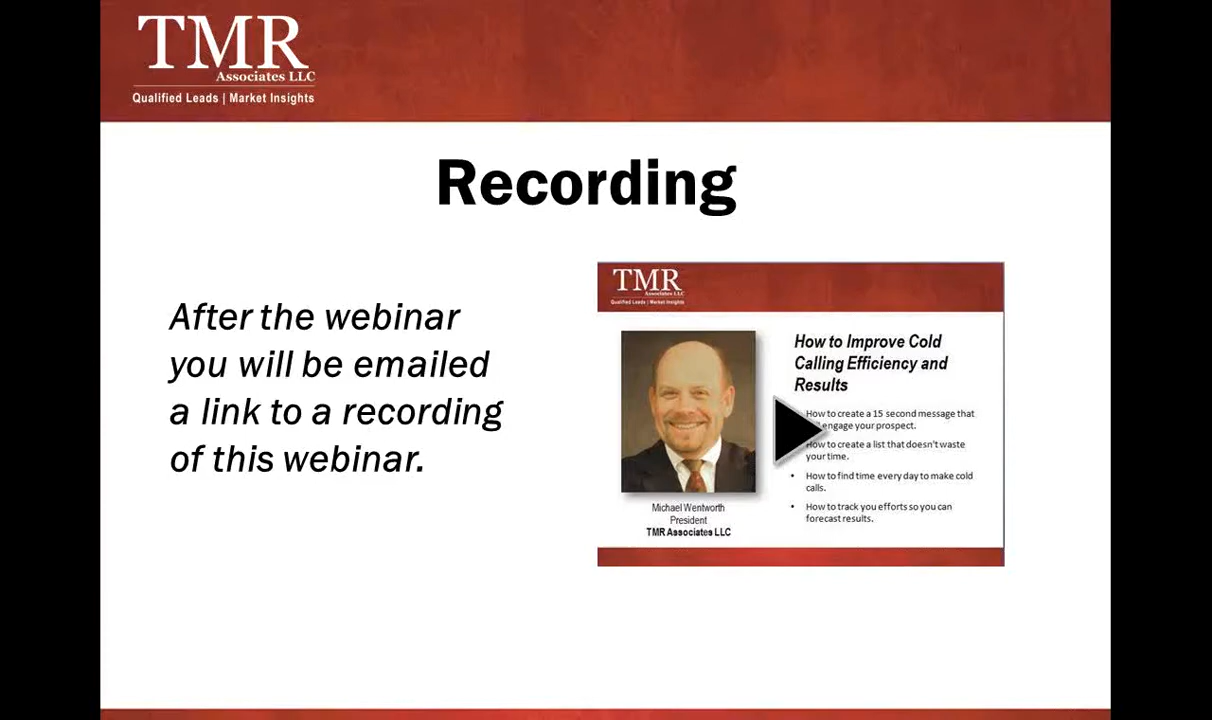 TMR
Associates LLC
Qualified Leads | Market Insights
Recording
After the webinar
you will be emailed
a link to a recording
of this webinar.
TMR
Associates LLC
Qualified Leads | Market Insights
How to Improve Cold
Calling Efficiency and
Results
How to create a 15 second message that
engage your prospect.
How to create a list that doesn't waste
your time.
• How to find time every day to make cold
calls.
• How to track you efforts so you can
forecast results.
Michael Wentworth
President
TMR Associates LLC